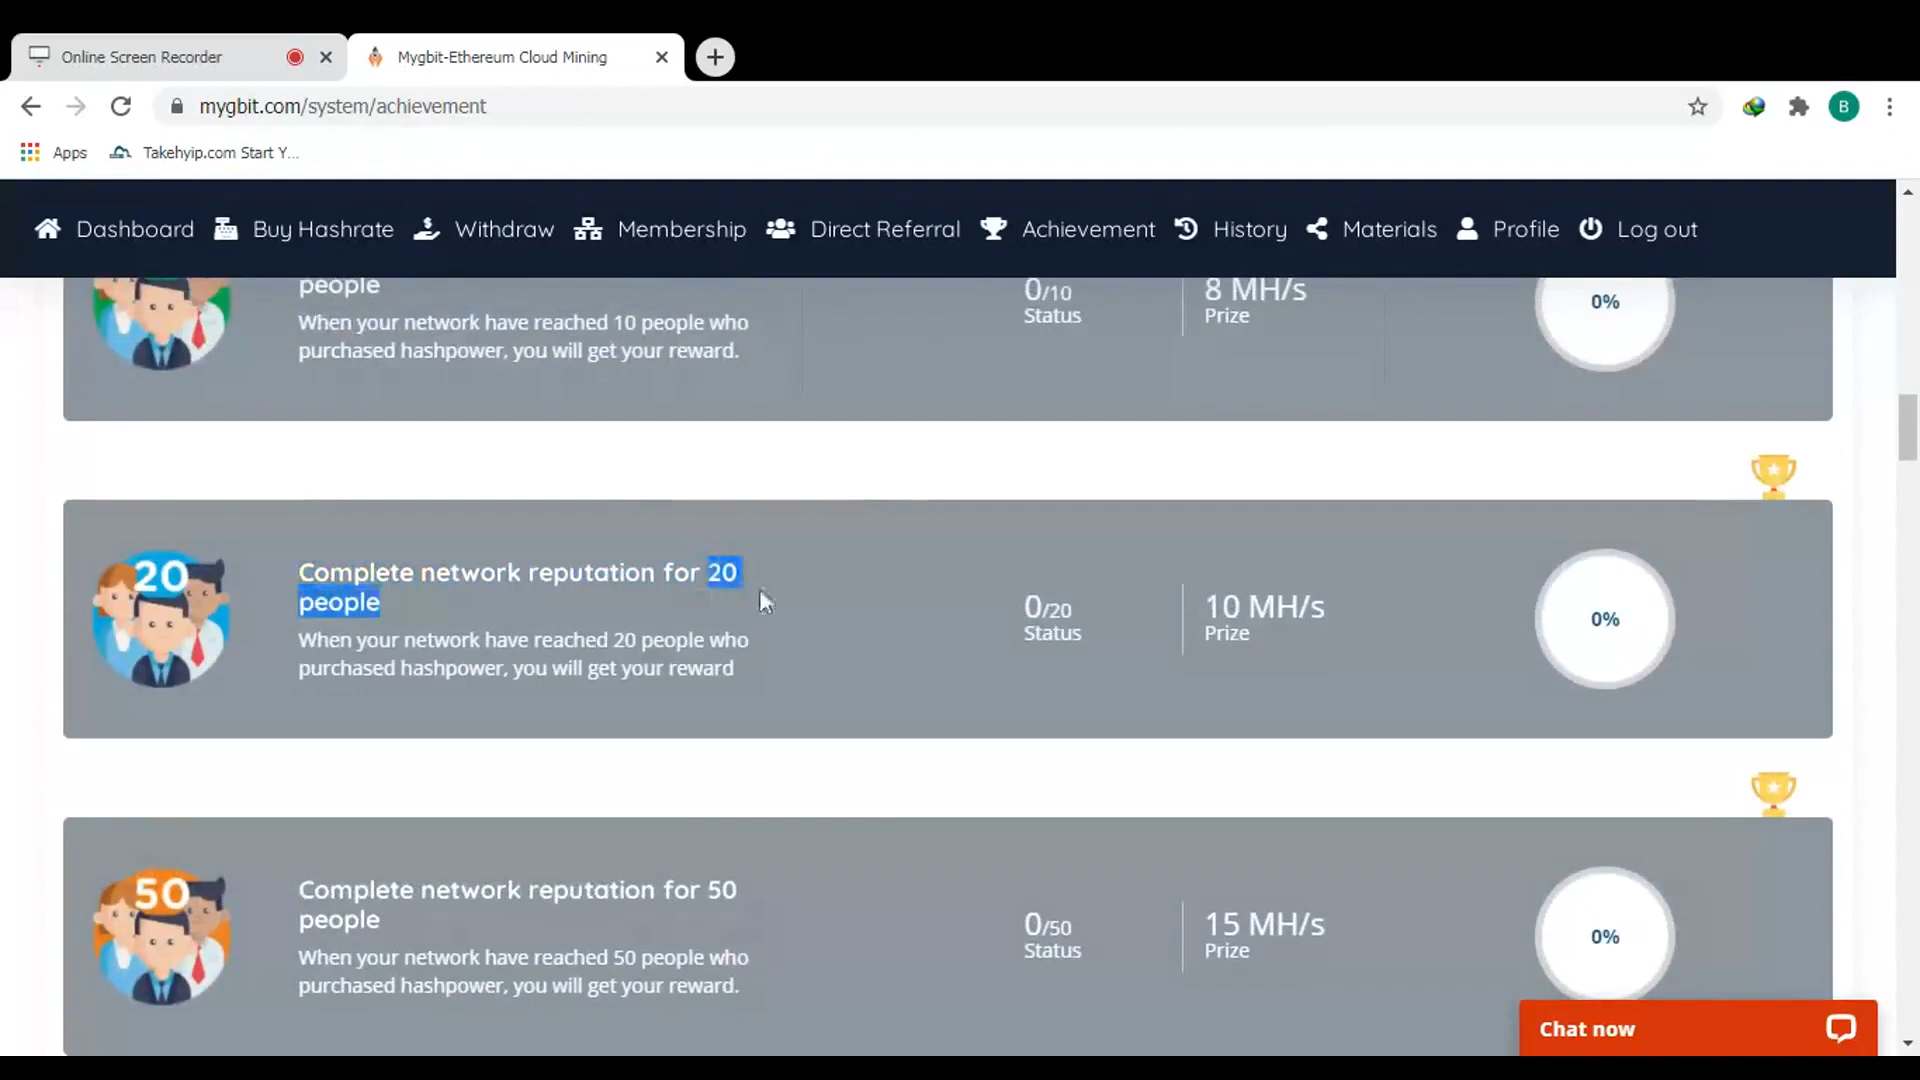 Online Screen Recorder
Mygbit-Ethereum Cloud Mining
mygbit.com/system/achievement
B
Apps
Takehyip.com Start Y...
Dashboard Buy Hashrate Withdraw Membership Direct Referral Achievement History Materials Profile Log out
people
When your network have reached 10 people who
purchased hashpower, you will get your reward.
0/10
Status
8 MH/s
Prize
0%
20
Complete network reputation for 20
people
When your network have reached 20 people who
purchased hashpower, you will get your reward
0/20
Status
10 MH/s
Prize
0%
50
Complete network reputation for 50
people
When your network have reached 50 people who
purchased hashpower, you will get your reward.
0/50
Status
15 MH/s
Prize
0%
Chat now